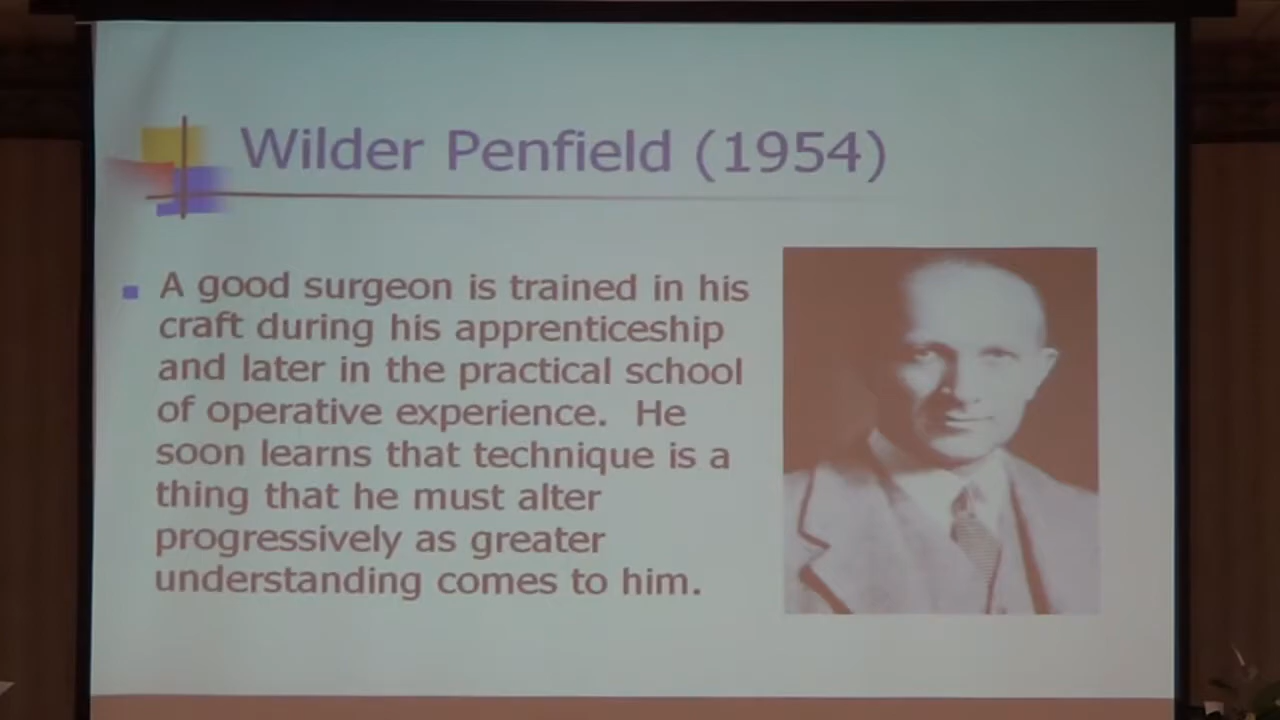 Wilder Penfield (1954)
A good surgeon is trained in his
craft during his apprenticeship
and later in the practical school
of operative experience.  He
soon learns that technique is a
thing that he must alter
progressively as greater
understanding comes to him.